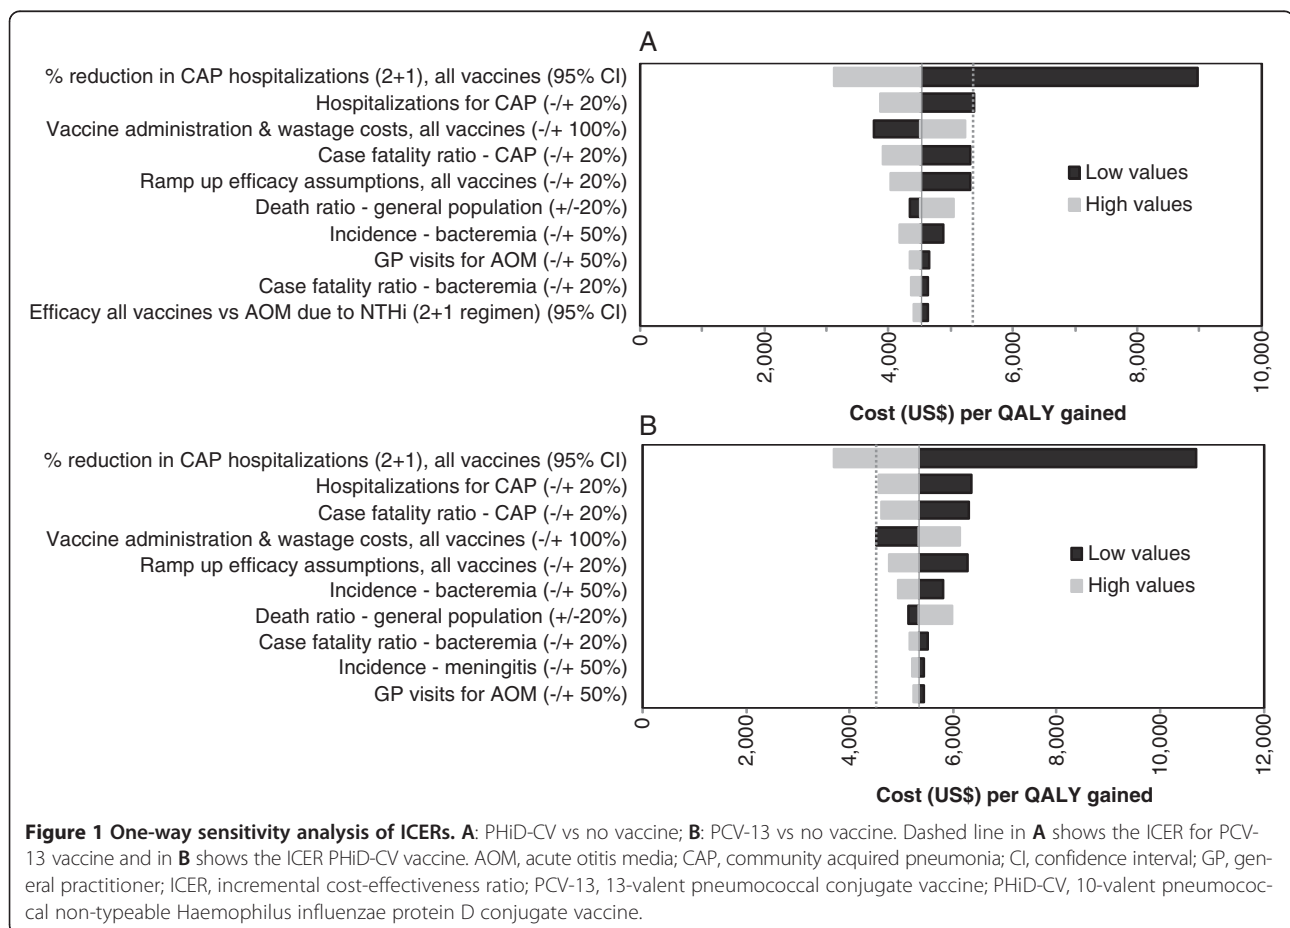 A
% reduction in CAP hospitalizations (2+1), all vaccines (95% CI)
Hospitalizations for CAP (-/+ 20%)
Vaccine administration & wastage costs, all vaccines (-/+ 100%)
Case fatality ratio - CAP (-/+ 20%)
Ramp up efficacy assumptions, all vaccines (-/+ 20%)
Death ratio - general population (+/-20%)
Incidence - bacteremia (-/+ 50%)
GP visits for AOM (-/+ 50%)
Case fatality ratio - bacteremia (-/+ 20%)
Efficacy all vaccines vs AOM due to NTHi (2+1 regimen) (95% CI)
Low values
High values
0
2,000
4,000
6,000
8,000
10,000
Cost (US$) per QALY gained
B
% reduction in CAP hospitalizations (2+1), all vaccines (95% CI)
Hospitalizations for CAP (-/+ 20%)
Case fatality ratio - CAP (-/+ 20%)
Vaccine administration & wastage costs, all vaccines (-/+ 100%)
Ramp up efficacy assumptions, all vaccines (-/+ 20%)
Incidence - bacteremia (-/+ 50%)
Death ratio - general population (+/-20%)
Case fatality ratio - bacteremia (-/+ 20%)
Incidence - meningitis (-/+ 50%)
GP visits for AOM (-/+ 50%)
Low values
High values
0
2,000
4,000
6,000
8,000
10,000
12,000
Cost (US$) per QALY gained
Figure 1 One-way sensitivity analysis of ICERs. A: PHiD-CV vs no vaccine; B: PCV-13 vs no vaccine. Dashed line in A shows the ICER for PCV-
13 vaccine and in B shows the ICER PHiD-CV vaccine. AOM, acute otitis media; CAP, community acquired pneumonia; CI, confidence interval; GP, gen-
eral practitioner; ICER, incremental cost-effectiveness ratio; PCV-13, 13-valent pneumococcal conjugate vaccine; PHiD-CV, 10-valent pneumococ-
cal non-typeable Haemophilus influenzae protein D conjugate vaccine.